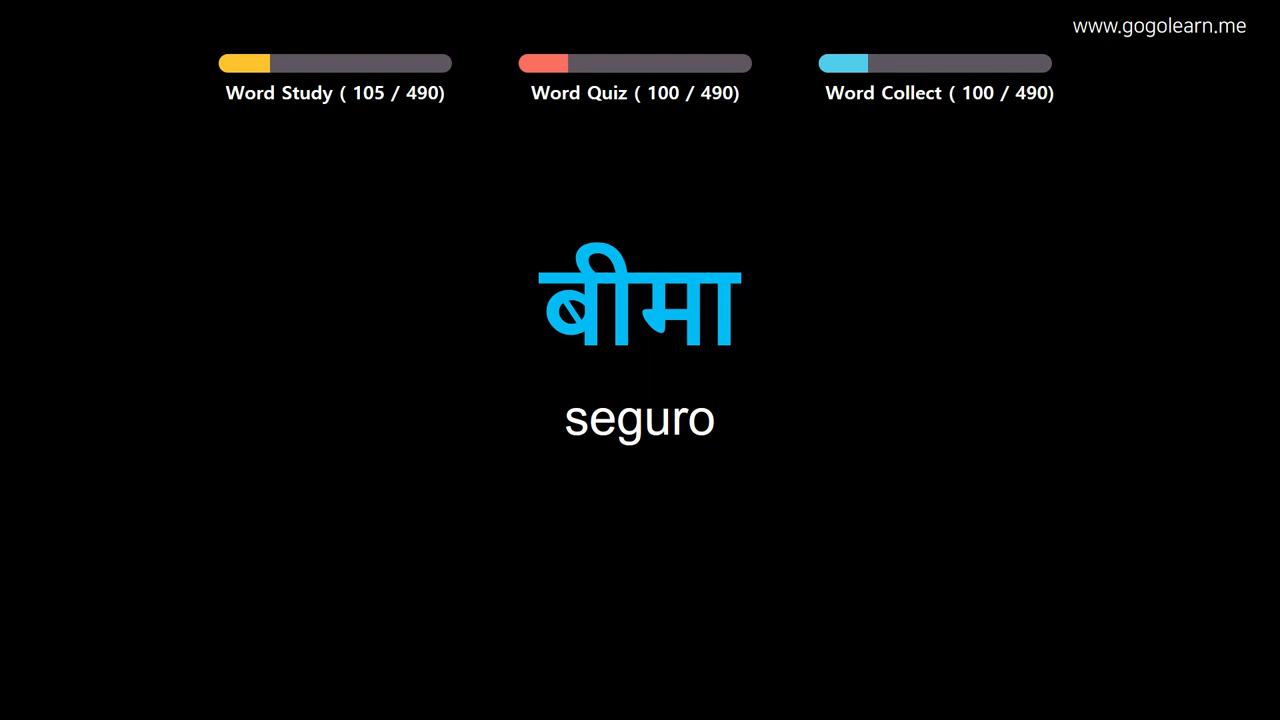 www.gogolearn.me
Word Study ( 105 / 490)
Word Quiz ( 100 / 490)
Word Collect ( 100 / 490)
बीमा
seguro